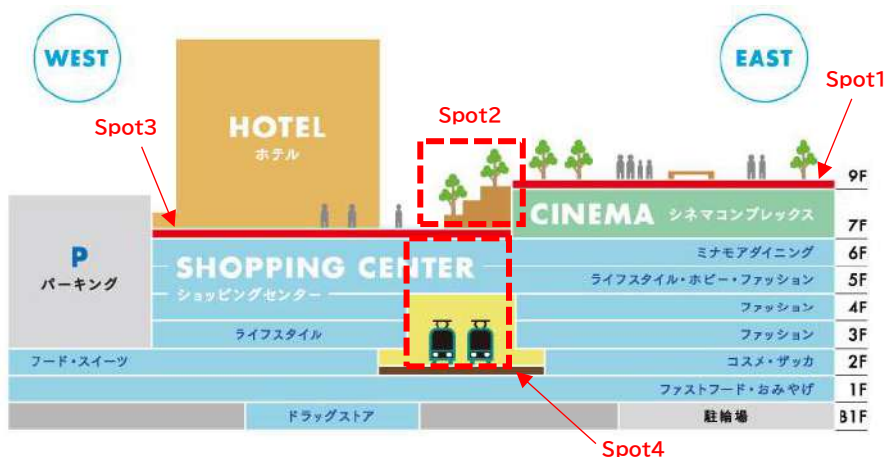 WEST
EAST
Spot1
Spot2
Spot3
HOTEL
ホテル
9F
CINEMA シネマコンプレックス
7F
P
パーキング
SHOPPING CENTER
ショッピングセンター
ミナモアダイニング
6F
ライフスタイル・ホビー・ファッション
5F
ファッション
4F
ライフスタイル
ファッション
3F
フード・スイーツ
コスメ・ザッカ
2F
ファストフード・おみやげ
1F
ドラッグストア
駐輪場
B1F
Spot4